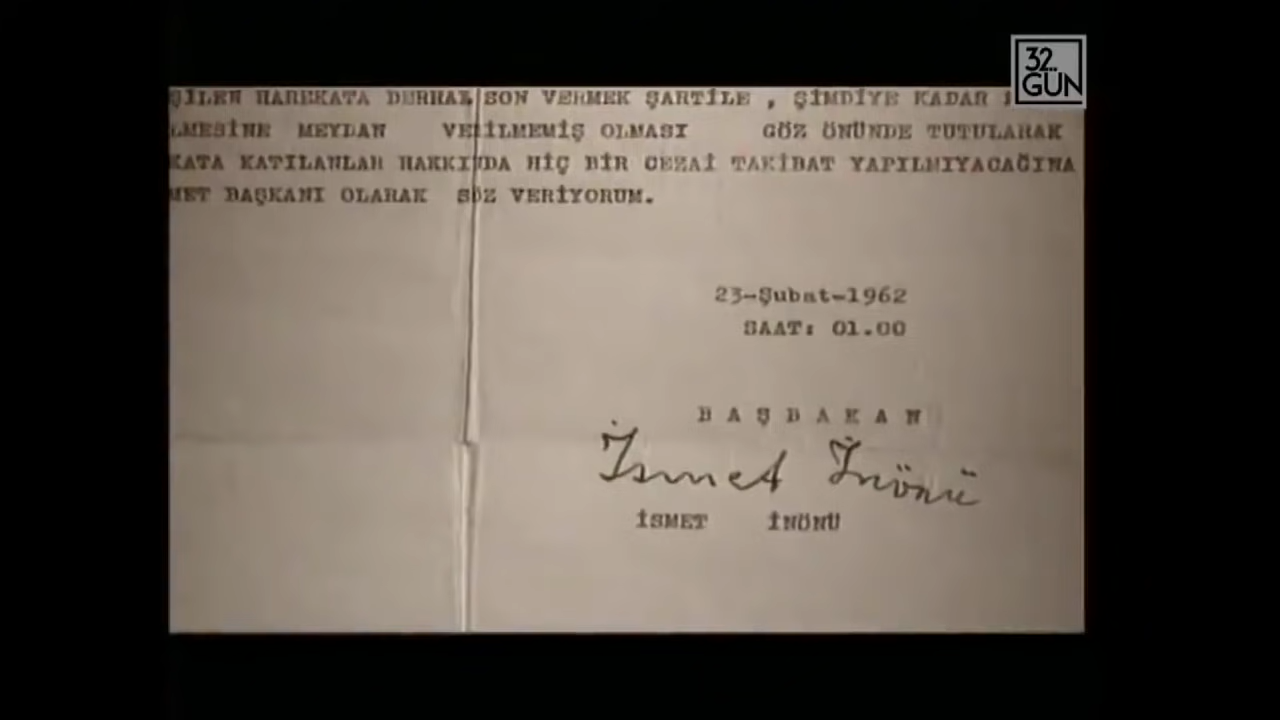 32.
GÜN
ŞİLEN HAREKATA DERHAL SON VERMEK ŞARTİLE , ŞİMDİYE KADAR
LMESİNE MEYDAN VERİLMEMİŞ OLMASI GÖZ ÖNÜNDE TUTULARAK
KATA KATILANLAR HAKKINDA HİÇ BİR CEZAİ TAKİBAT YAPILMIYACAĞINA
MET BAŞKANI OLARAK SÖZ VERİYORUM.
23-Şubat-1962
SAAT: 01.00
BAŞBAKAN
İsmet İnönü
İSMET İNÖNÜ